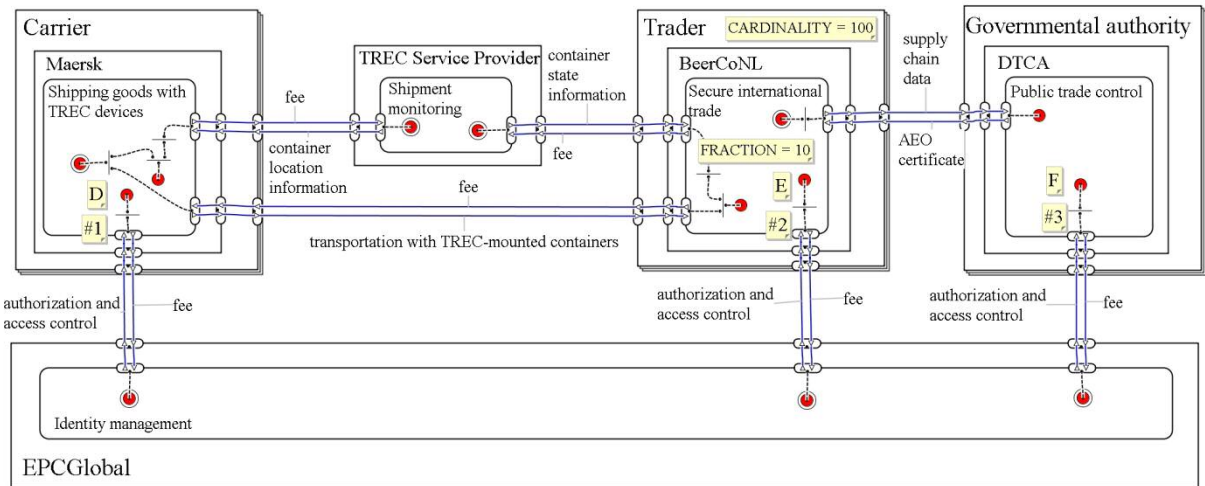 Carrier
Maersk
Shipping goods with
TREC devices
D
#1
fee
container
location
information
TREC Service Provider
Shipment
monitoring
container
state
information
fee
fee
transportation with TREC-mounted containers
Trader
CARDINALITY = 100
BeerCoNL
Secure international
trade
FRACTION = 10
E
#2
supply
chain
data
AEO
certificate
Governmental authority
DTCA
Public trade control
F
#3
authorization and
access control
fee
authorization and
access control
fee
authorization and
access control
fee
Identity management
EPCGlobal